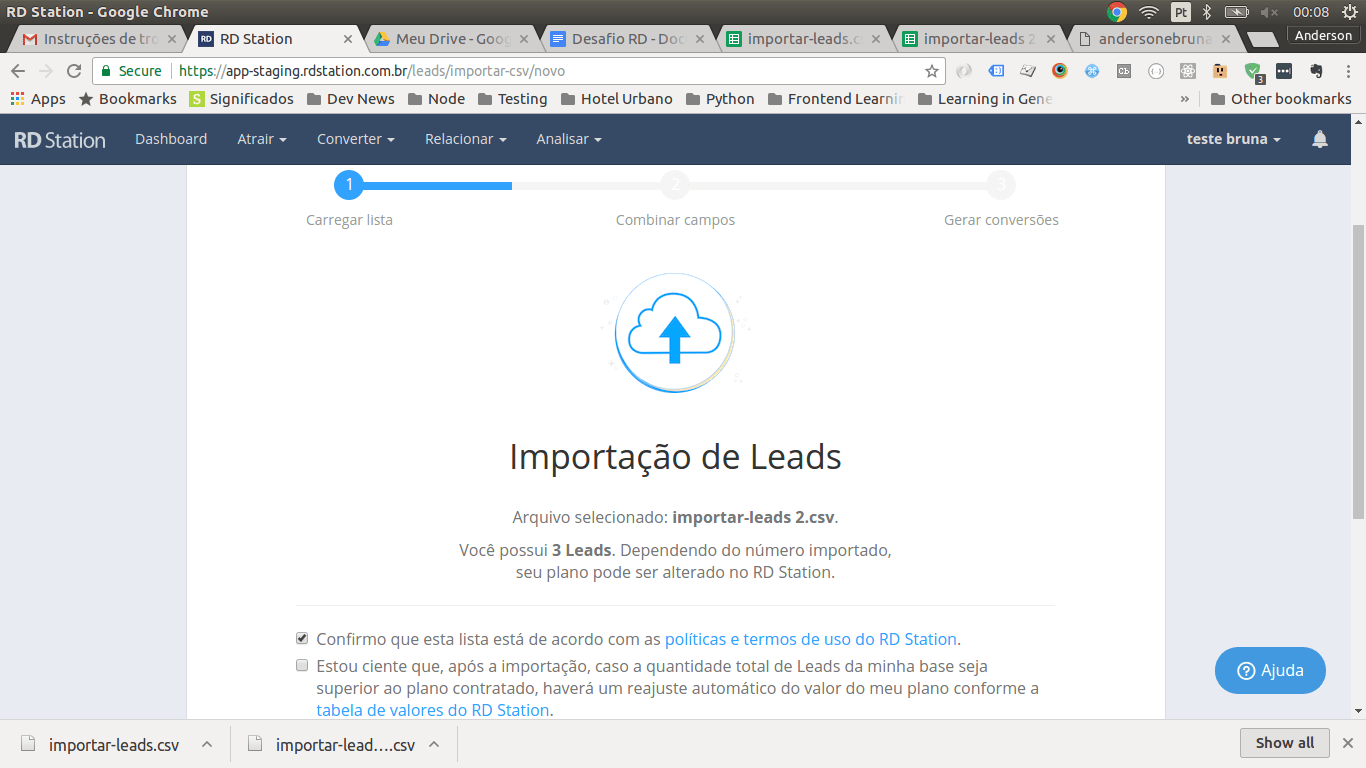 RD Station - Google Chrome
Pt
00:08
Instruções de tro
RD Station
Meu Drive - Goog
Desafio RD - Doc
importar-leads.c
importar-leads 2
andersonebruna
Anderson
Secure
https://app-staging.rdstation.com.br/leads/importar-csv/novo
Cb
3
Apps
Bookmarks
S Significados
Dev News
Node
Testing
Hotel Urbano
Python
Frontend Learnin
Learning in Gene
»
Other bookmarks
RD Station
Dashboard
Atrair
Converter
Relacionar
Analisar
teste bruna
1
2
3
Carregar lista
Combinar campos
Gerar conversões
Importação de Leads
Arquivo selecionado: importar-leads 2.csv.
Você possui 3 Leads. Dependendo do número importado,
seu plano pode ser alterado no RD Station.
Confirmo que esta lista está de acordo com as políticas e termos de uso do RD Station.
Estou ciente que, após a importação, caso a quantidade total de Leads da minha base seja
superior ao plano contratado, haverá um reajuste automático do valor do meu plano conforme a
tabela de valores do RD Station.
? Ajuda
importar-leads.csv
importar-lead....csv
Show all